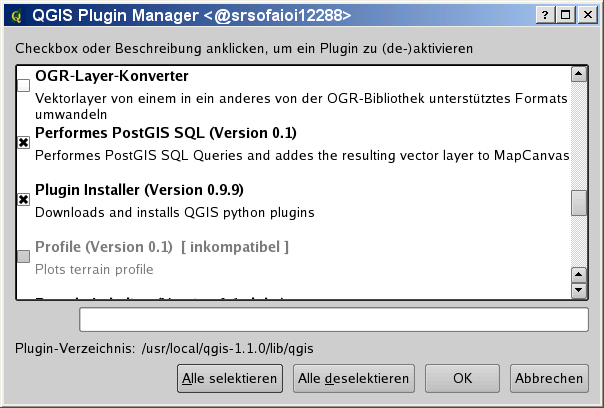 QGIS Plugin Manager <@srsofaioi12288>
Checkbox oder Beschreibung anklicken, um ein Plugin zu (de-)aktivieren
OGR-Layer-Konverter
Vektorlayer von einem in ein anderes von der OGR-Bibliothek unterstütztes Formats
umwandeln
Performes PostGIS SQL (Version 0.1)
Performes PostGIS SQL Queries and addes the resulting vector layer to MapCanvas
Plugin Installer (Version 0.9.9)
Downloads and installs QGIS python plugins
Profile (Version 0.1) [ inkompatibel ]
Plots terrain profile
Plugin-Verzeichnis: /usr/local/qgis-1.1.0/lib/qgis
Alle selektieren Alle deselektieren OK Abbrechen